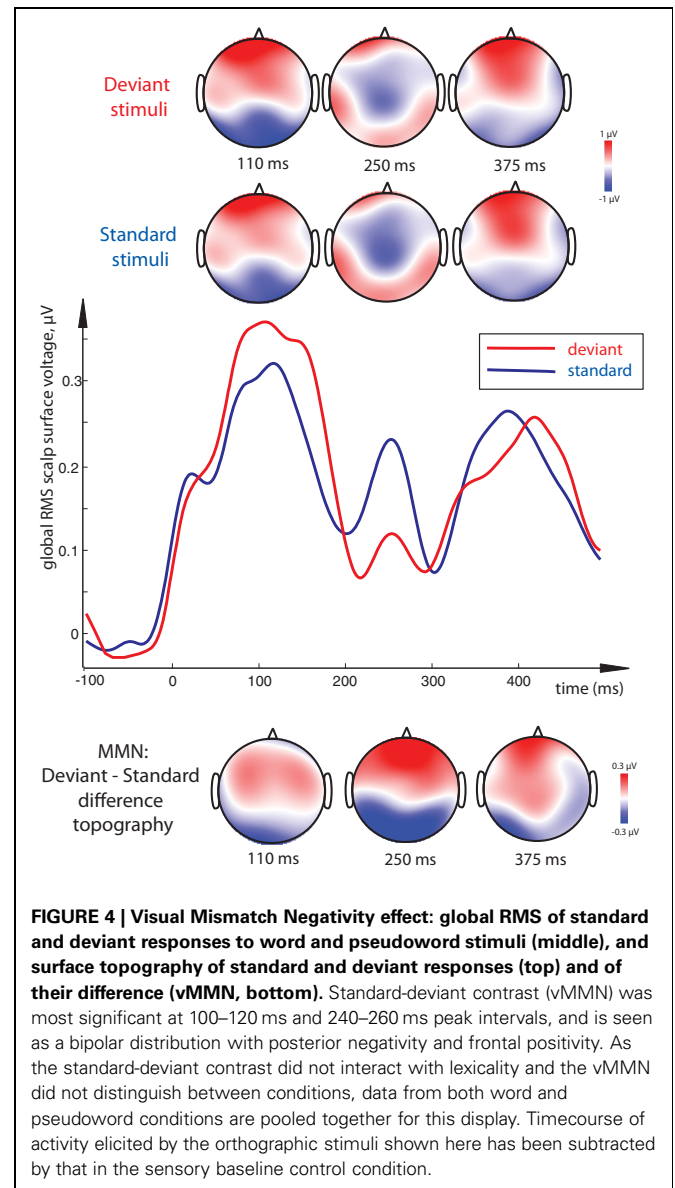 Deviant
stimuli
110 ms
250 ms
375 ms
1 µV
-1 µV
Standard
stimuli
global RMS scalp surface voltage, µV
deviant
standard
0.3
0.2
0.1
0
-100
0
100
200
300
400
time (ms)
MMN:
Deviant - Standard
difference
topography
110 ms
250 ms
375 ms
0.3 µV
-0.3 µV
FIGURE 4 | Visual Mismatch Negativity effect: global RMS of standard
and deviant responses to word and pseudoword stimuli (middle), and
surface topography of standard and deviant responses (top) and of
their difference (vMMN, bottom). Standard-deviant contrast (vMMN) was
most significant at 100–120 ms and 240–260 ms peak intervals, and is seen
as a bipolar distribution with posterior negativity and frontal positivity. As
the standard-deviant contrast did not interact with lexicality and the vMMN
did not distinguish between conditions, data from both word and
pseudoword conditions are pooled together for this display. Timecourse of
activity elicited by the orthographic stimuli shown here has been subtracted
by that in the sensory baseline control condition.